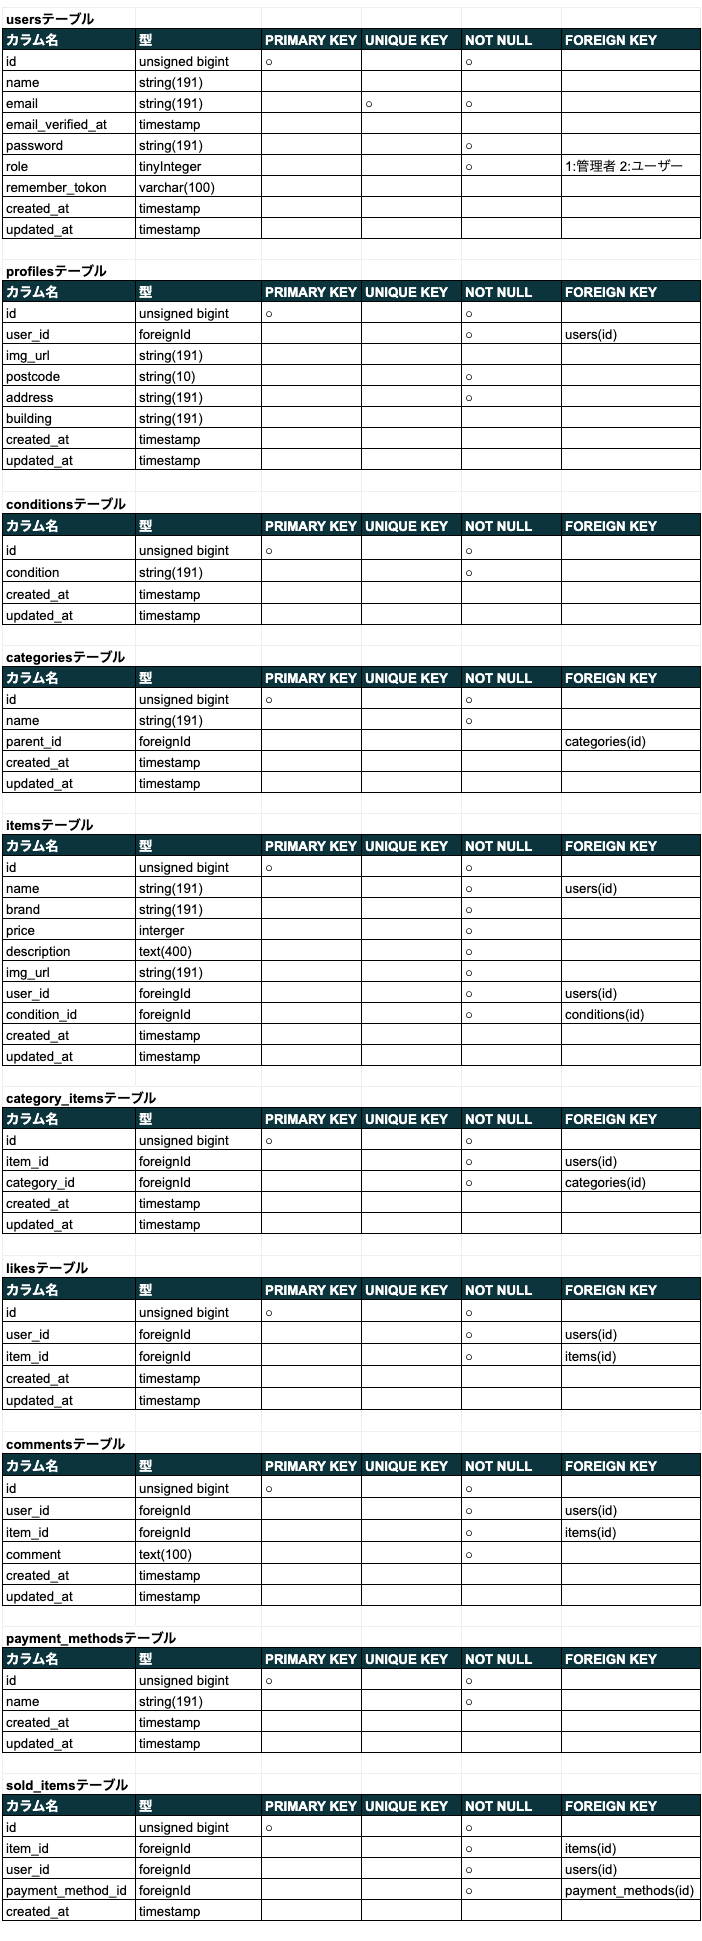 usersテーブル
カラム名 型 PRIMARY KEY UNIQUE KEY NOT NULL FOREIGN KEY
id unsigned bigint ○ ○
name string(191)
email string(191) ○ ○
email_verified_at timestamp
password string(191) ○
role tinyInteger ○ 1:管理者 2:ユーザー
remember_tokon varchar(100)
created_at timestamp
updated_at timestamp
profilesテーブル
カラム名 型 PRIMARY KEY UNIQUE KEY NOT NULL FOREIGN KEY
id unsigned bigint ○ ○
user_id foreignId ○ users(id)
img_url string(191)
postcode string(10) ○
address string(191) ○
building string(191)
created_at timestamp
updated_at timestamp
conditionsテーブル
カラム名 型 PRIMARY KEY UNIQUE KEY NOT NULL FOREIGN KEY
id unsigned bigint ○ ○
condition string(191) ○
created_at timestamp
updated_at timestamp
categoriesテーブル
カラム名 型 PRIMARY KEY UNIQUE KEY NOT NULL FOREIGN KEY
id unsigned bigint ○ ○
name string(191) ○
parent_id foreignId categories(id)
created_at timestamp
updated_at timestamp
itemsテーブル
カラム名 型 PRIMARY KEY UNIQUE KEY NOT NULL FOREIGN KEY
id unsigned bigint ○ ○
name string(191) ○ users(id)
brand string(191) ○
price interger ○
description text(400) ○
img_url string(191) ○
user_id foreingId ○ users(id)
condition_id foreignId ○ conditions(id)
created_at timestamp
updated_at timestamp
category_itemsテーブル
カラム名 型 PRIMARY KEY UNIQUE KEY NOT NULL FOREIGN KEY
id unsigned bigint ○ ○
item_id foreignId ○ users(id)
category_id foreignId ○ categories(id)
created_at timestamp
updated_at timestamp
likesテーブル
カラム名 型 PRIMARY KEY UNIQUE KEY NOT NULL FOREIGN KEY
id unsigned bigint ○ ○
user_id foreignId ○ users(id)
item_id foreignId ○ items(id)
created_at timestamp
updated_at timestamp
commentsテーブル
カラム名 型 PRIMARY KEY UNIQUE KEY NOT NULL FOREIGN KEY
id unsigned bigint ○ ○
user_id foreignId ○ users(id)
item_id foreignId ○ items(id)
comment text(100) ○
created_at timestamp
updated_at timestamp
payment_methodsテーブル
カラム名 型 PRIMARY KEY UNIQUE KEY NOT NULL FOREIGN KEY
id unsigned bigint ○ ○
name string(191) ○
created_at timestamp
updated_at timestamp
sold_itemsテーブル
カラム名 型 PRIMARY KEY UNIQUE KEY NOT NULL FOREIGN KEY
id unsigned bigint ○ ○
item_id foreignId ○ items(id)
user_id foreignId ○ users(id)
payment_method_id foreignId ○ payment_methods(id)
created_at timestamp